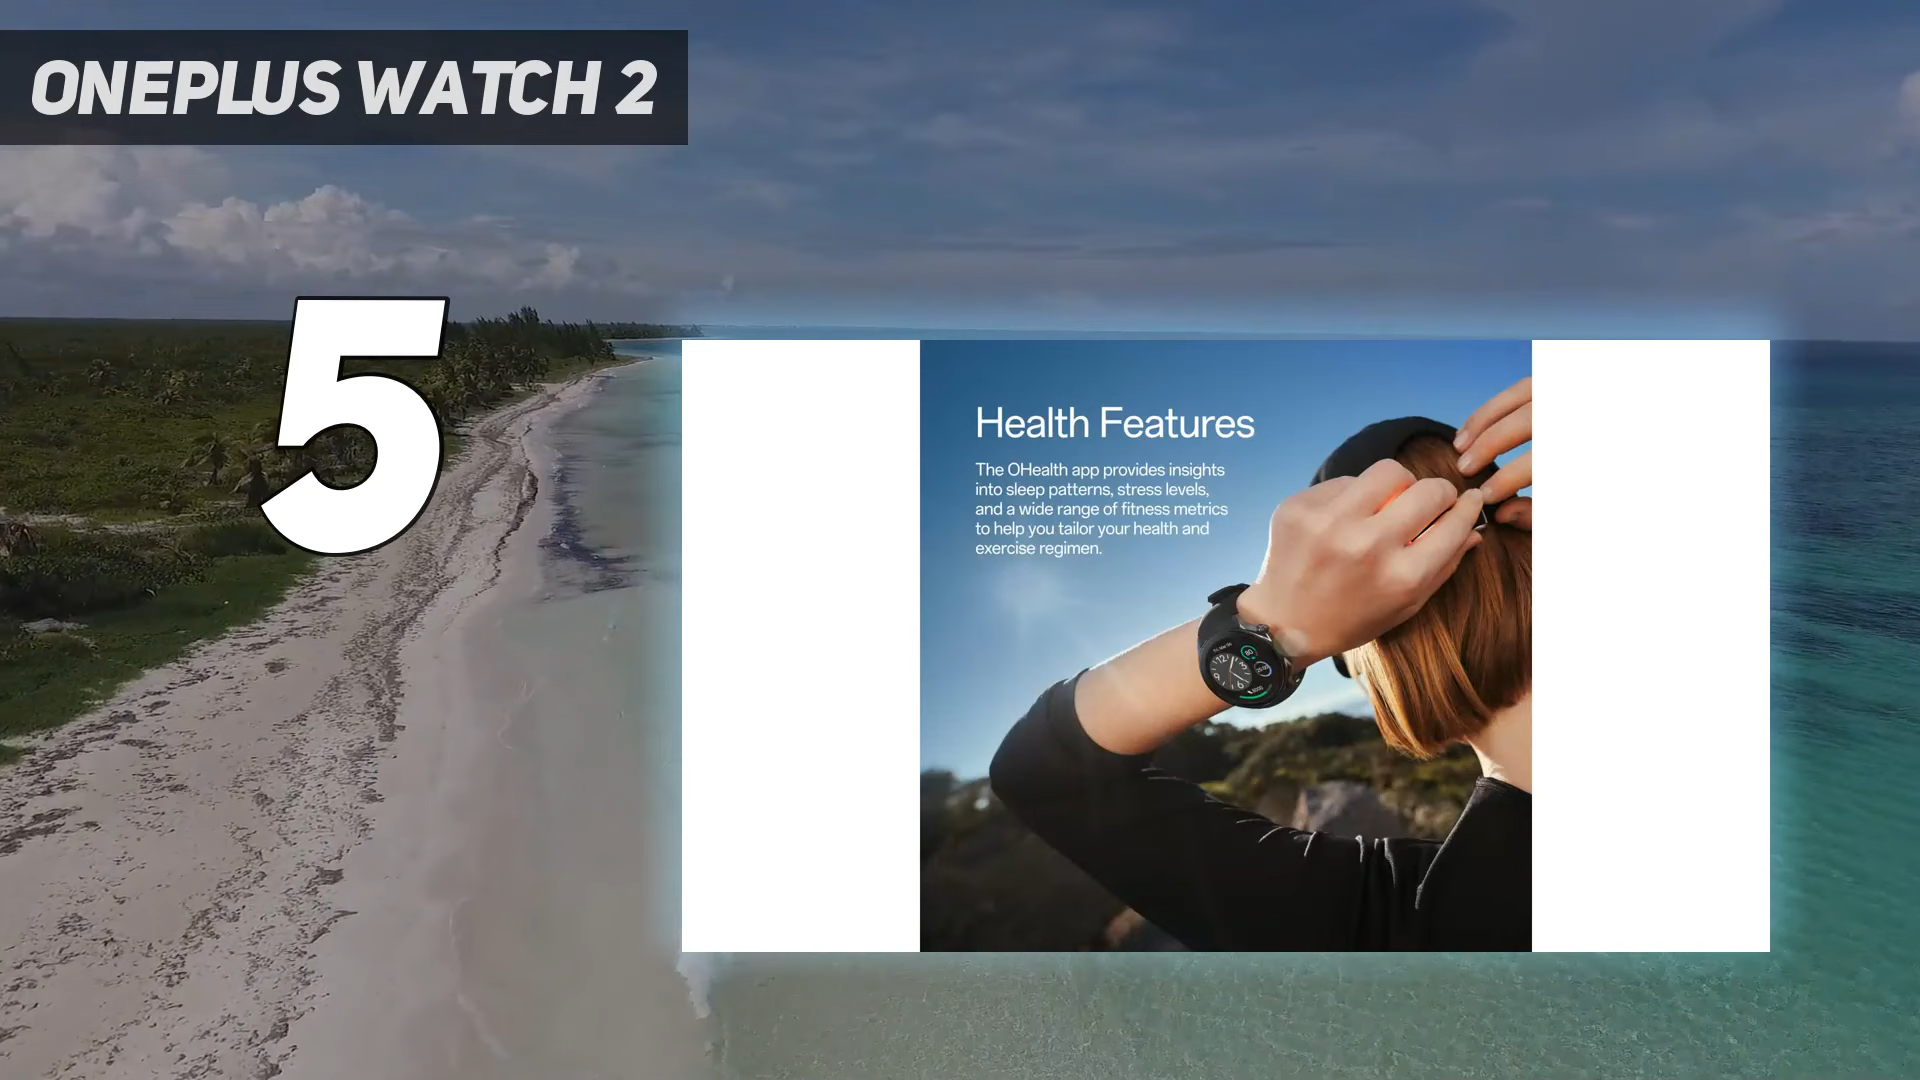 ONEPLUS WATCH 2
5
Health Features
The OHealth app provides insights
into sleep patterns, stress levels,
and a wide range of fitness metrics
to help you tailor your health and
exercise regimen.